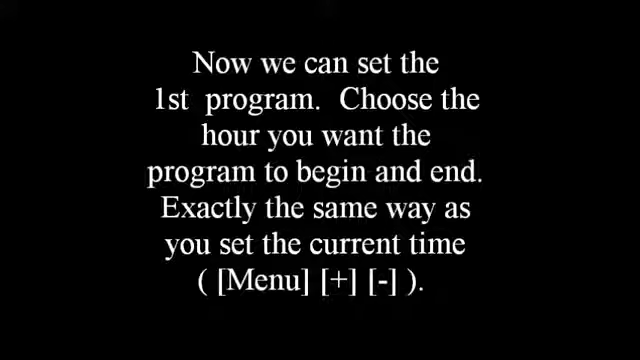 Now we can set the
1st  program.  Choose the
hour you want the
program to begin and end.
Exactly the same way as
you set the current time
( [Menu] [+] [-] ).